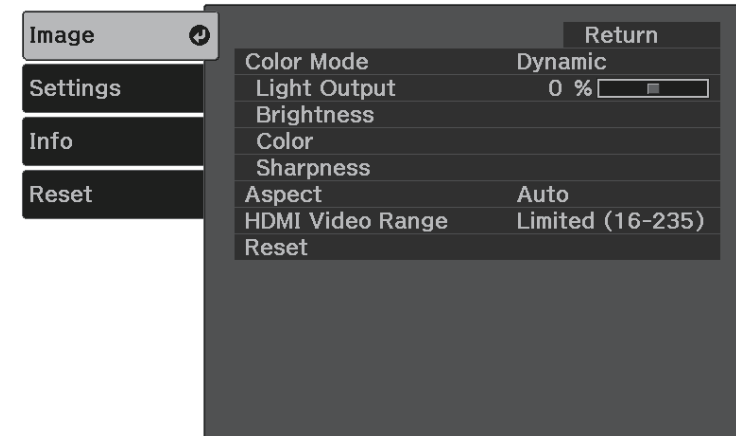 Image
Settings
Info
Reset
Return
Color Mode Dynamic
Light Output 0 %
Brightness
Color
Sharpness
Aspect Auto
HDMI Video Range Limited (16-235)
Reset